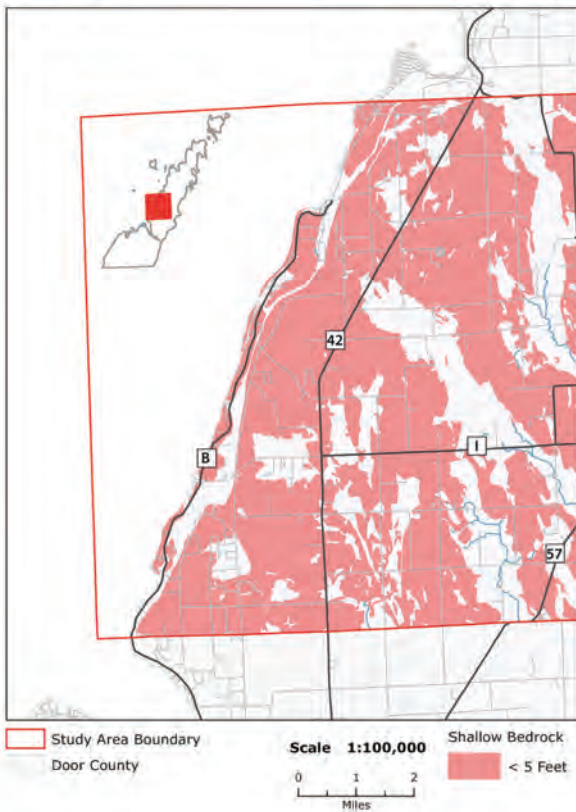 42
B
I
57
Study Area Boundary
Door County
Scale 1:100,000
0 1 2
Miles
Shallow Bedrock
< 5 Feet